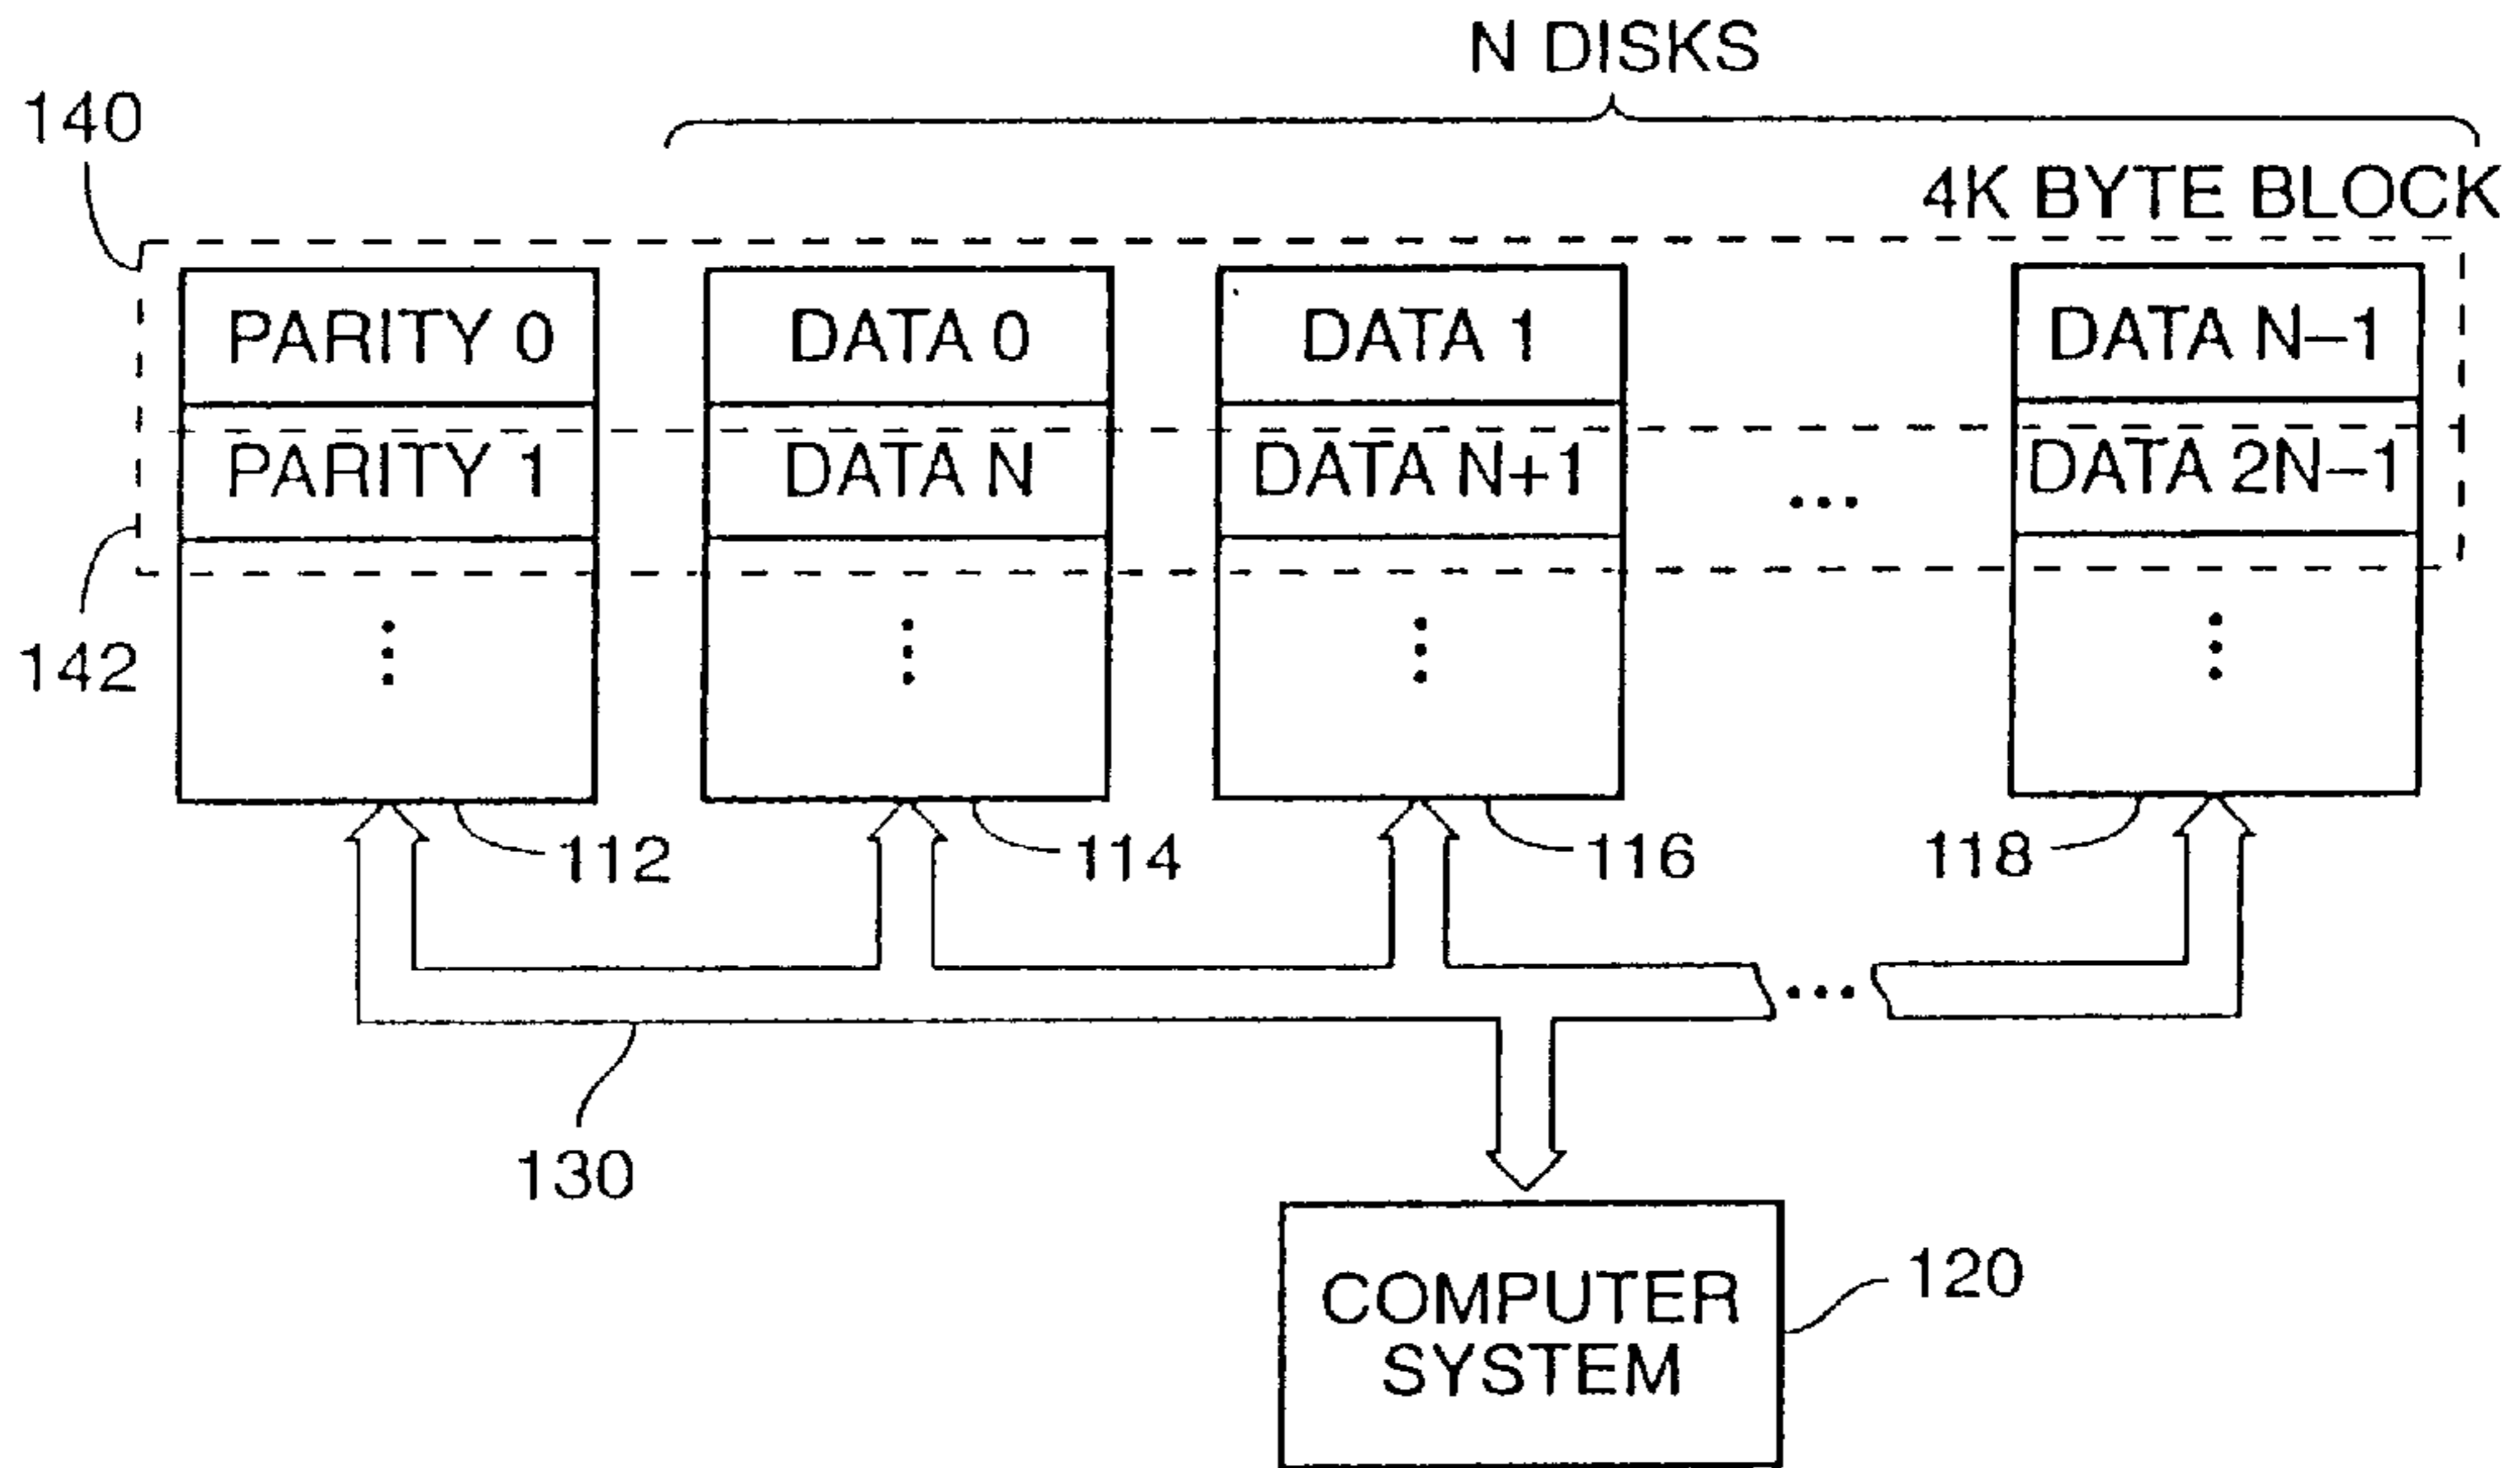 N DISKS
140
4K BYTE BLOCK
PARITY 0
DATA 0
DATA 1
DATA N–1
PARITY 1
DATA N
DATA N+1
...
DATA 2N–1
142
112
114
116
118
...
130
COMPUTER
SYSTEM
120